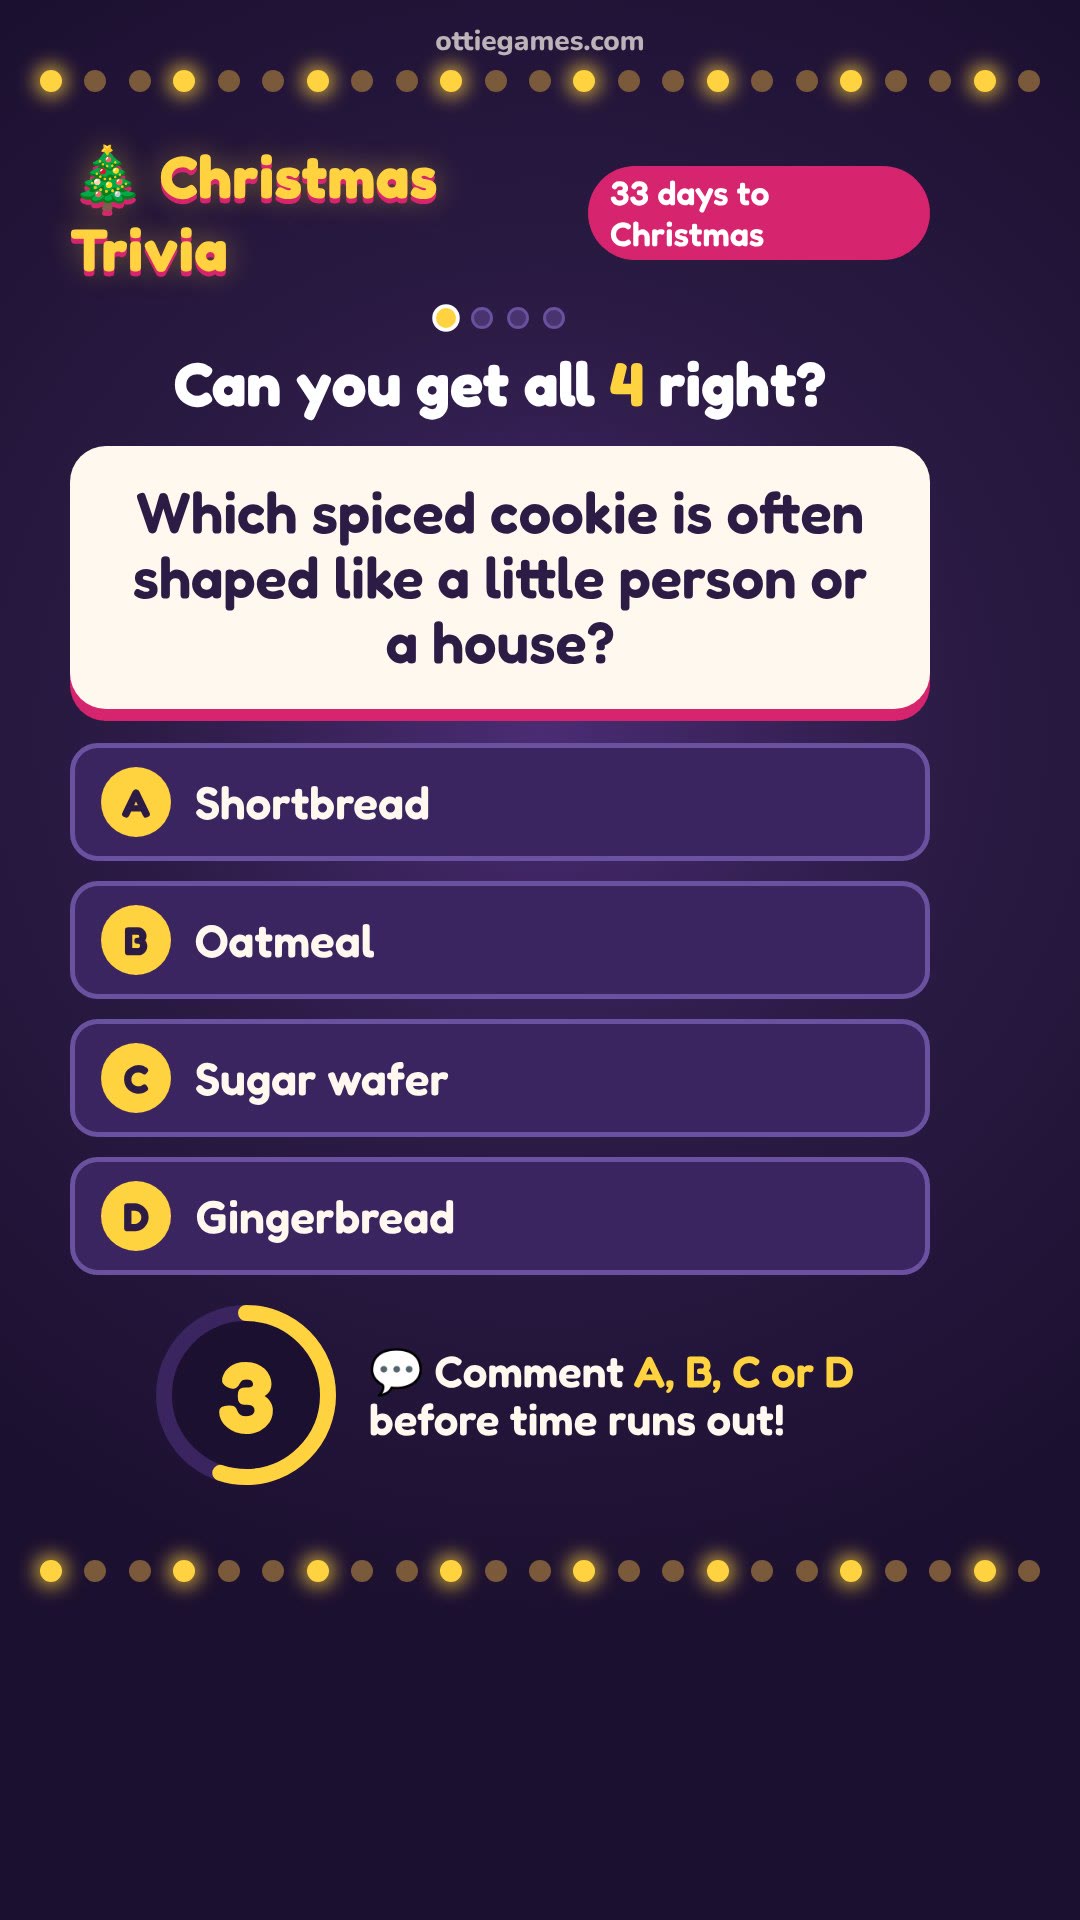 ottiegames.com
🎄 Christmas
Trivia
33 days to
Christmas
Can you get all 4 right?
Which spiced cookie is often
shaped like a little person or
a house?
A Shortbread
B Oatmeal
C Sugar wafer
D Gingerbread
3
💬 Comment A, B, C or D
before time runs out!